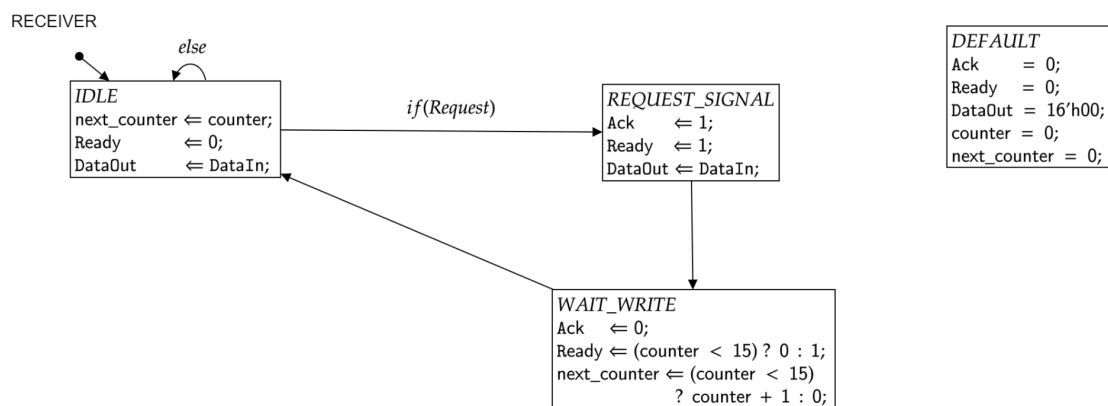 RECEIVER
else
IDLE
next_counter ⇐ counter;
Ready ⇐ 0;
DataOut ⇐ DataIn;
if(Request)
REQUEST_SIGNAL
Ack ⇐ 1;
Ready ⇐ 1;
DataOut ⇐ DataIn;
DEFAULT
Ack = 0;
Ready = 0;
DataOut = 16'h00;
counter = 0;
next_counter = 0;
WAIT_WRITE
Ack ⇐ 0;
Ready ⇐ (counter < 15) ? 0 : 1;
next_counter ⇐ (counter < 15)
? counter + 1 : 0;